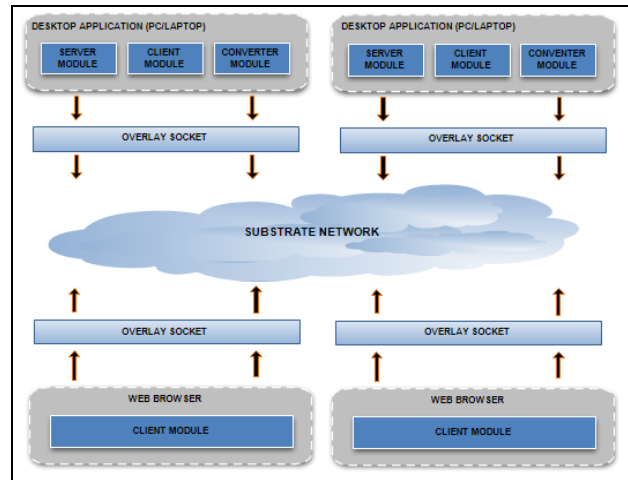 DESKTOP APPLICATION (PC/LAPTOP)
SERVER MODULE
CLIENT MODULE
CONVERTER MODULE
DESKTOP APPLICATION (PC/LAPTOP)
SERVER MODULE
CLIENT MODULE
CONVENTER MODULE
OVERLAY SOCKET
OVERLAY SOCKET
SUBSTRATE NETWORK
OVERLAY SOCKET
OVERLAY SOCKET
WEB BROWSER
CLIENT MODULE
WEB BROWSER
CLIENT MODULE